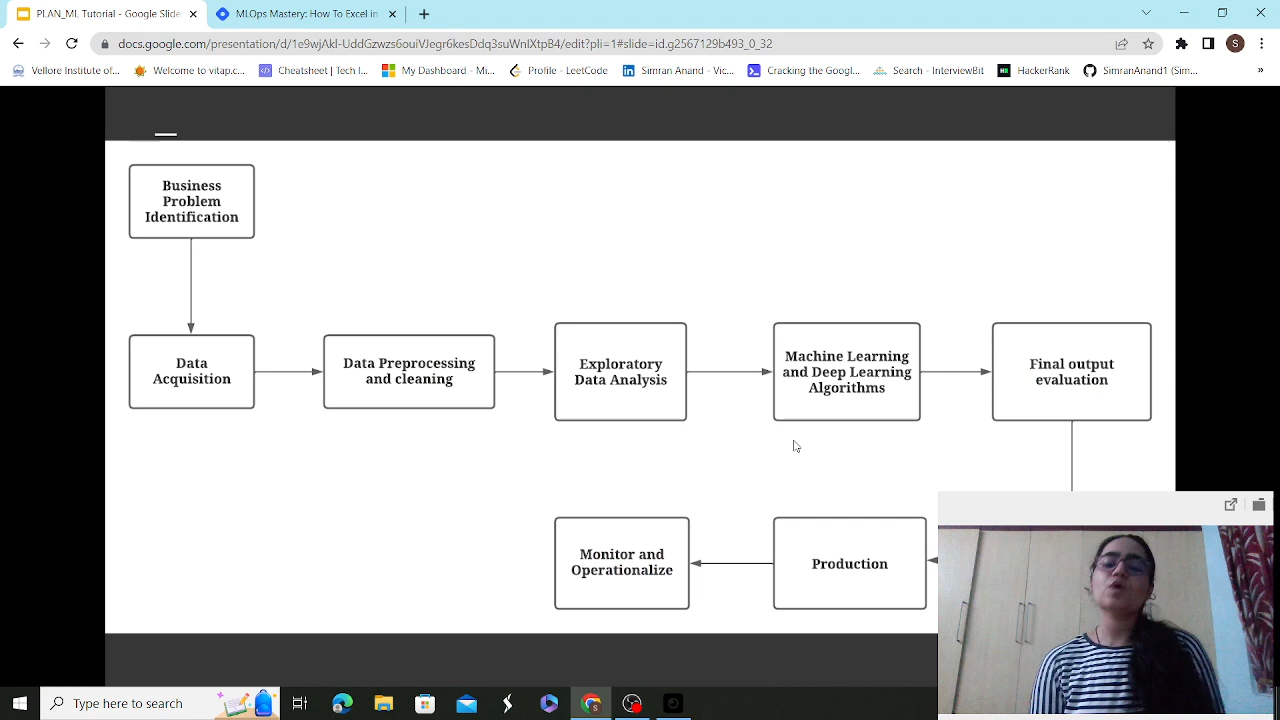 PLAN_ML Tutorial - Google Slide
MLOps Mastery: How To Excel in
docs.google.com/presentation/d/1e9wjAkI-UddGzwzs6ouiVJegr6kesDJq3suWn0YpB4/edit?pli=1#slide=id.g2567129b493_0_32
S
Vellore Institute of...
Welcome to vitap.c...
Cheatsheet | Tech I...
My Dashboard - Mi...
Profile - LeetCode
Simran Anand - Vic...
Cracking the Googl...
Search - InterviewBit
HackerRank
SimranAnand1 (Sim...
»
Business
Problem
Identification
Data
Acquisition
Data Preprocessing
and cleaning
Exploratory
Data Analysis
Machine Learning
and Deep Learning
Algorithms
Final output
evaluation
Monitor and
Operationalize
Production
Type here to search